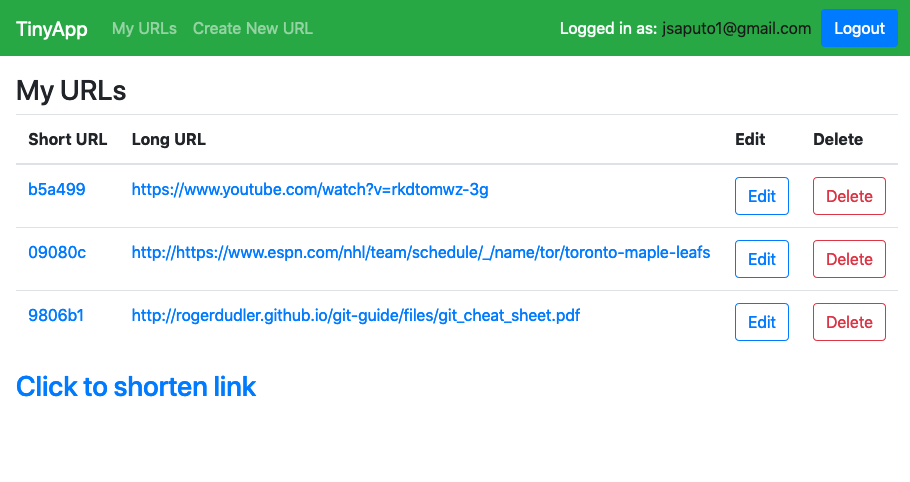 TinyApp My URLs Create New URL Logged in as: jsaputo1@gmail.com Logout
My URLs
Short URL Long URL Edit Delete
b5a499 https://www.youtube.com/watch?v=rkdtomwz-3g Edit Delete
09080c http://https://www.espn.com/nhl/team/schedule/_/name/tor/toronto-maple-leafs Edit Delete
9806b1 http://rogerdudler.github.io/git-guide/files/git_cheat_sheet.pdf Edit Delete
Click to shorten link